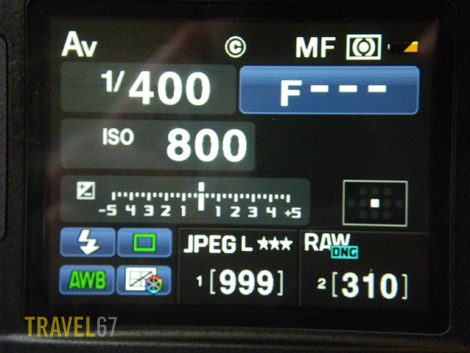 Av © MF
1/400 F---
ISO 800
-5 4 3 2 1 1 2 3 4 +5
JPEG L ★★★ RAW DNG
AWB 1 [999] 2 [310]
TRAVEL67